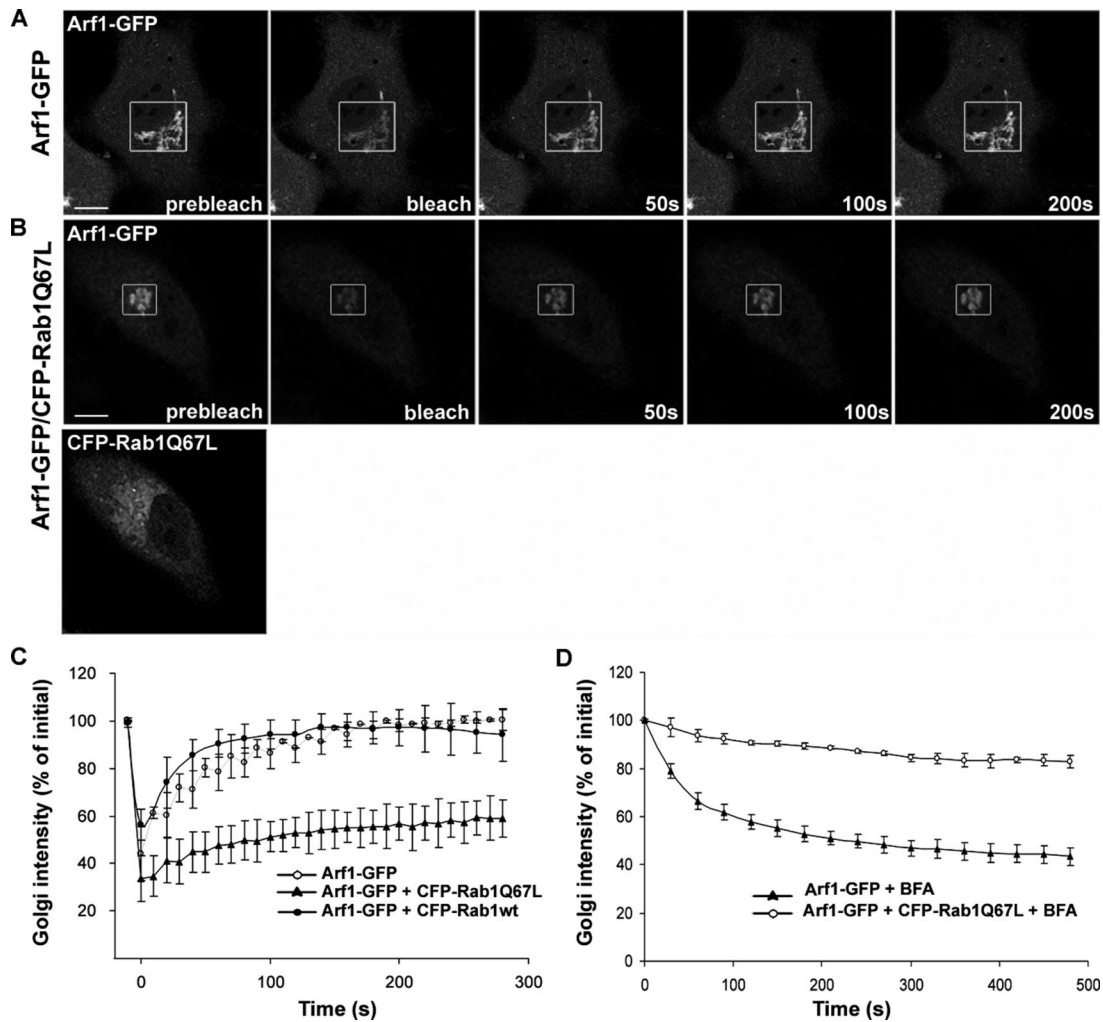 A
Arf1-GFP
Arf1-GFP
prebleach
bleach
50s
100s
200s
B
Arf1-GFP/CFP-Rab1Q67L
Arf1-GFP
prebleach
bleach
50s
100s
200s
CFP-Rab1Q67L
C
Golgi intensity (% of initial)
120
100
80
60
40
20
0
100
200
300
Time (s)
Arf1-GFP
Arf1-GFP + CFP-Rab1Q67L
Arf1-GFP + CFP-Rab1wt
D
Golgi intensity (% of initial)
120
100
80
60
40
20
0
0
100
200
300
400
500
Time (s)
Arf1-GFP + BFA
Arf1-GFP + CFP-Rab1Q67L + BFA